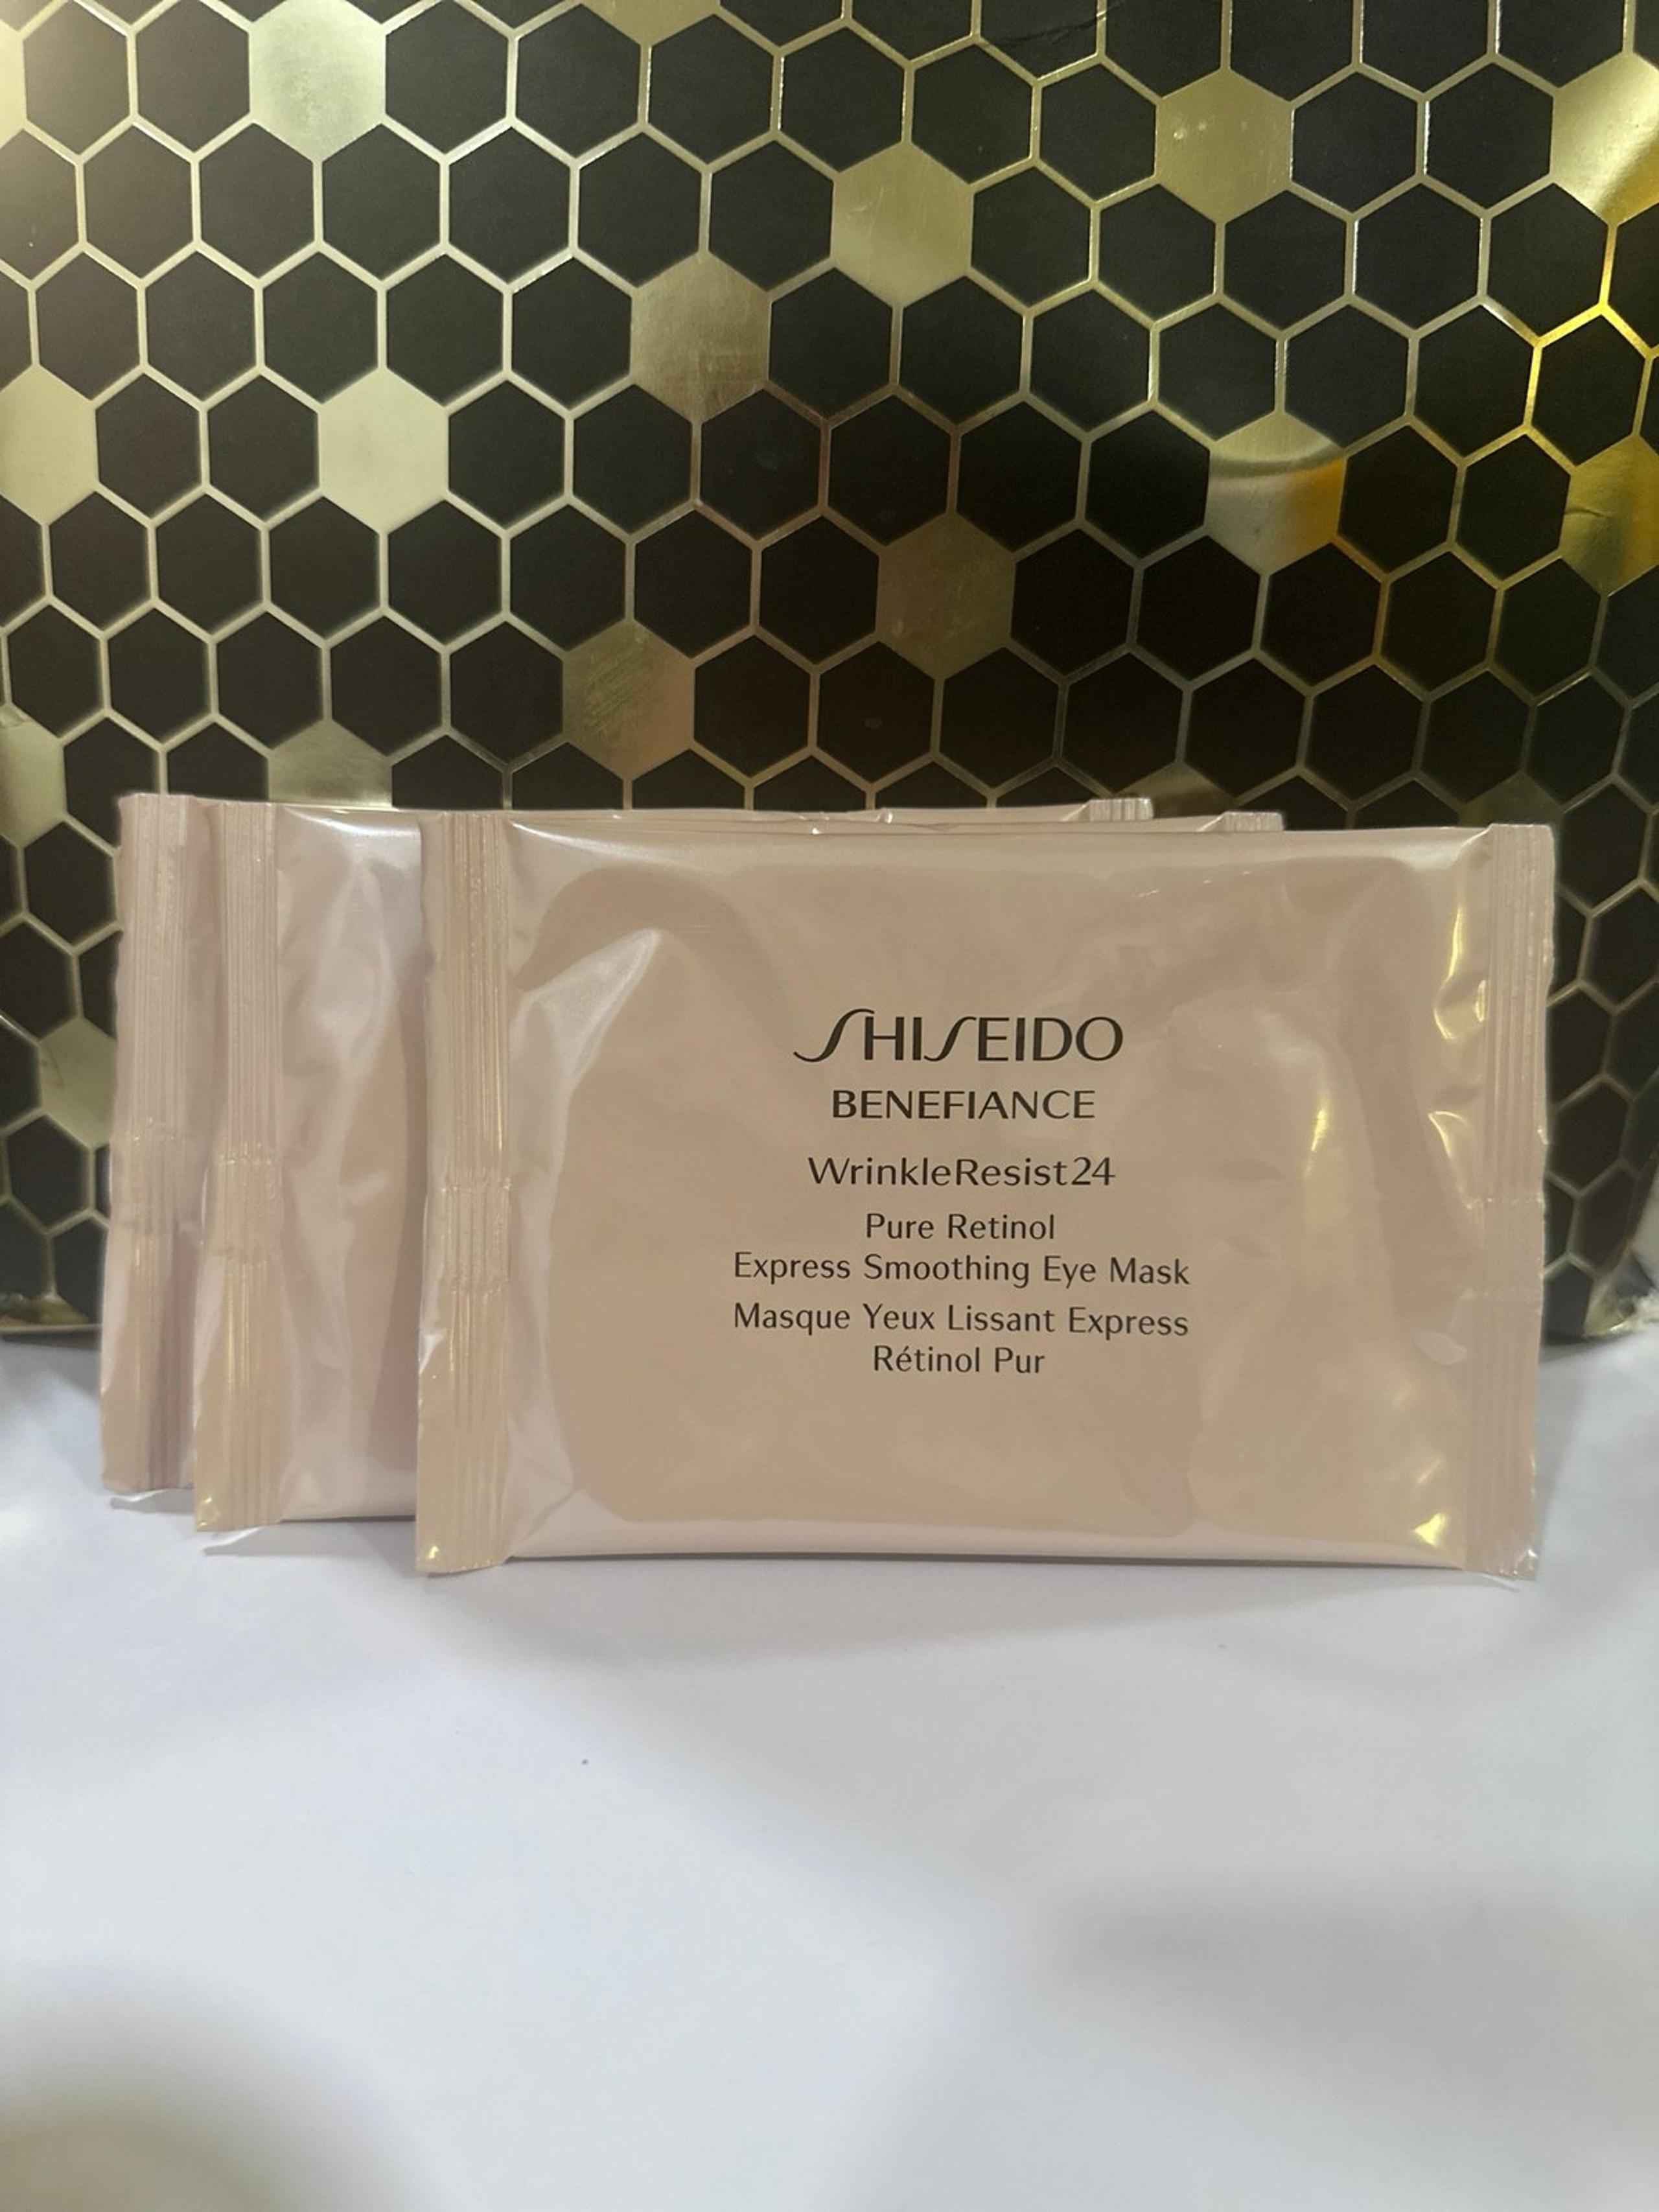 SHISEIDO
BENEFIANCE
WrinkleResist24
Pure Retinol
Express Smoothing Eye Mask
Masque Yeux Lissant Express
Rétinol Pur